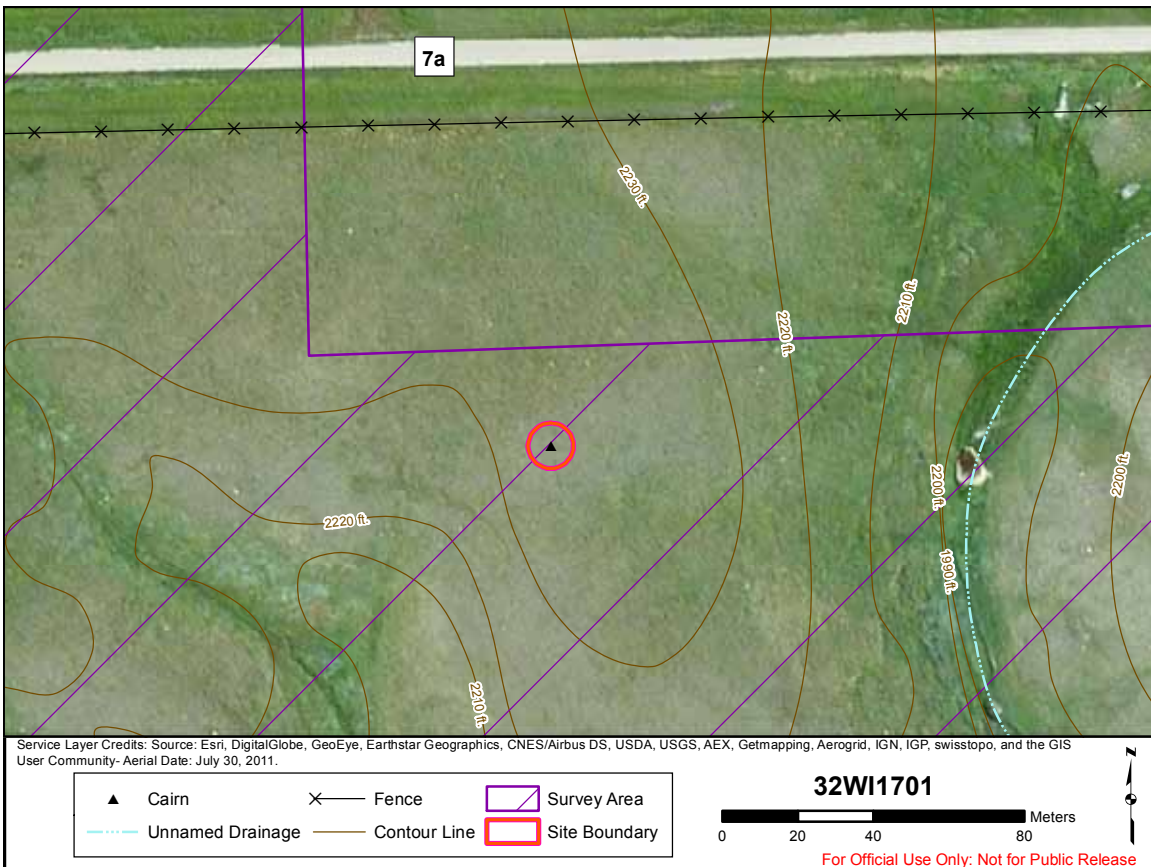 7a
2230 ft.
2220 ft.
2210 ft.
2200 ft.
2200 ft.
1990 ft.
2220 ft.
2210 ft.
Service Layer Credits: Source: Esri, DigitalGlobe, GeoEye, Earthstar Geographics, CNES/Airbus DS, USDA, USGS, AEX, Getmapping, Aerogrid, IGN, IGP, swisstopo, and the GIS
User Community- Aerial Date: July 30, 2011.
Cairn
Fence
Survey Area
Unnamed Drainage
Contour Line
Site Boundary
32WI1701
Meters
0 20 40 80
For Official Use Only: Not for Public Release
N